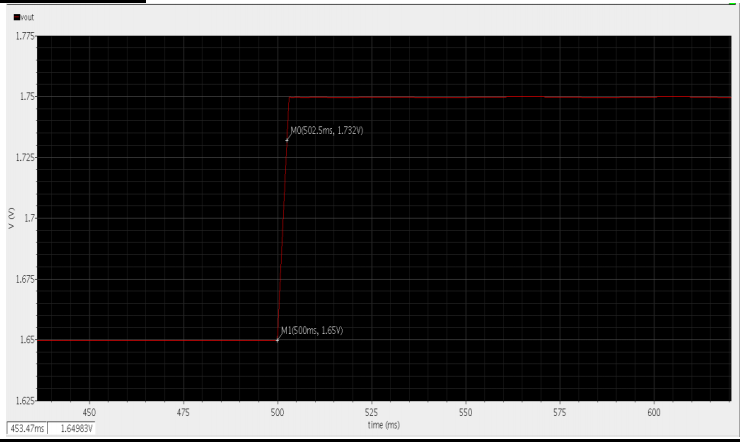 vout
1.775
1.75
M0(502.5ms, 1.732V)
1.725
V (V)
1.7
1.675
M1(500ms, 1.65V)
1.65
1.625
450 475 500 525 550 575 600
time (ms)
453.47ms 1.64983V